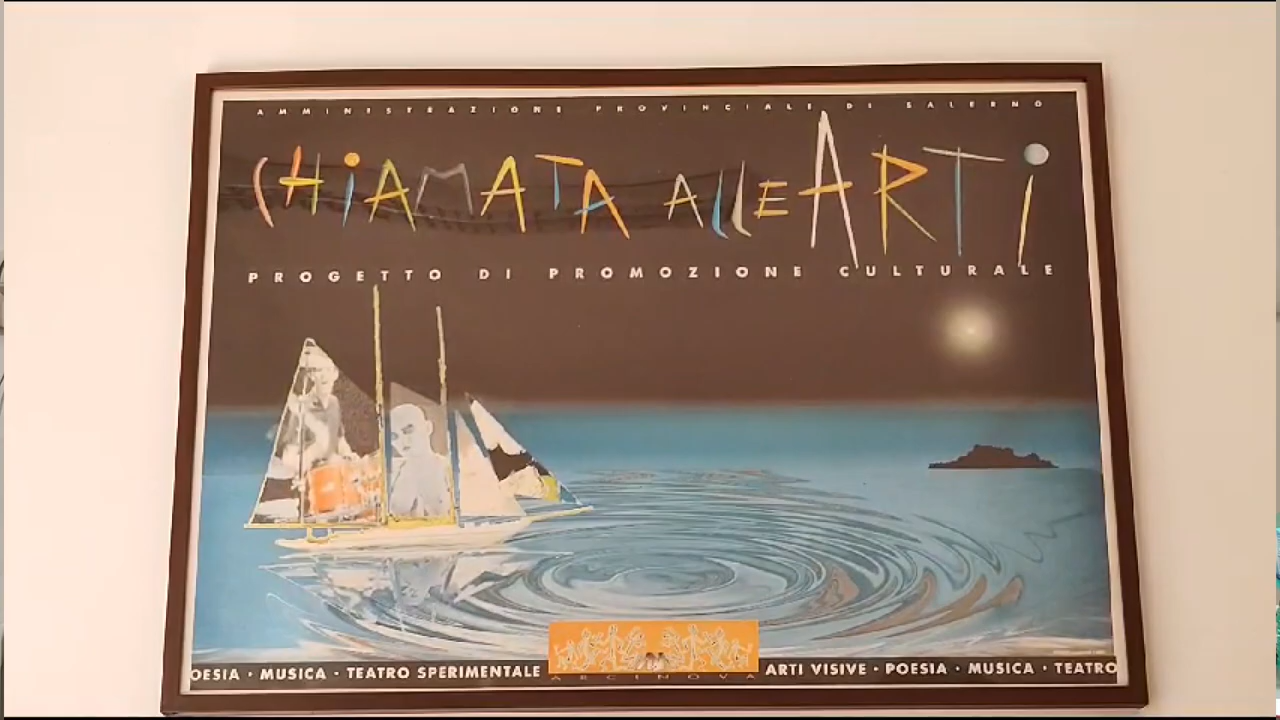 AMMINISTRAZIONE PROVINCIALE DI SALERNO
CHiAMATA ALLE ARTi
PROGETTO DI PROMOZIONE CULTURALE
OESIA · MUSICA · TEATRO SPERIMENTALE
ARCINOVA
ARTI VISIVE · POESIA · MUSICA · TEATRO